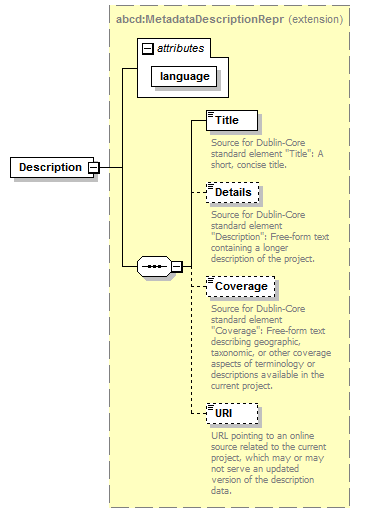 abcd:MetadataDescriptionRepr (extension)
attributes
language
Description
Title
Source for Dublin-Core
standard element "Title": A
short, concise title.
Details
Source for Dublin-Core
standard element
"Description": Free-form text
containing a longer
description of the project.
Coverage
Source for Dublin-Core
standard element
"Coverage": Free-form text
describing geographic,
taxonomic, or other coverage
aspects of terminology or
descriptions available in the
current project.
URI
URL pointing to an online
source related to the current
project, which may or may
not serve an updated
version of the description
data.